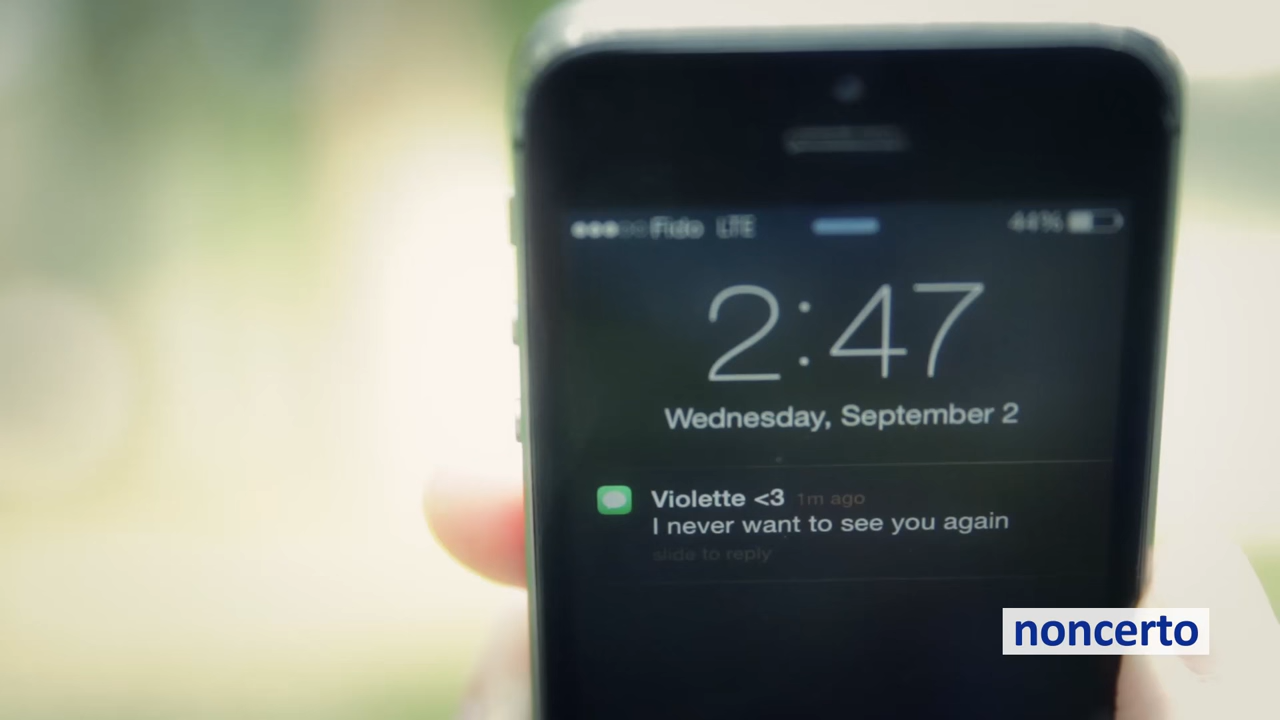 Fido LTE 44%
2:47
Wednesday, September 2
Violette <3 1m ago
I never want to see you again
slide to reply
noncerto